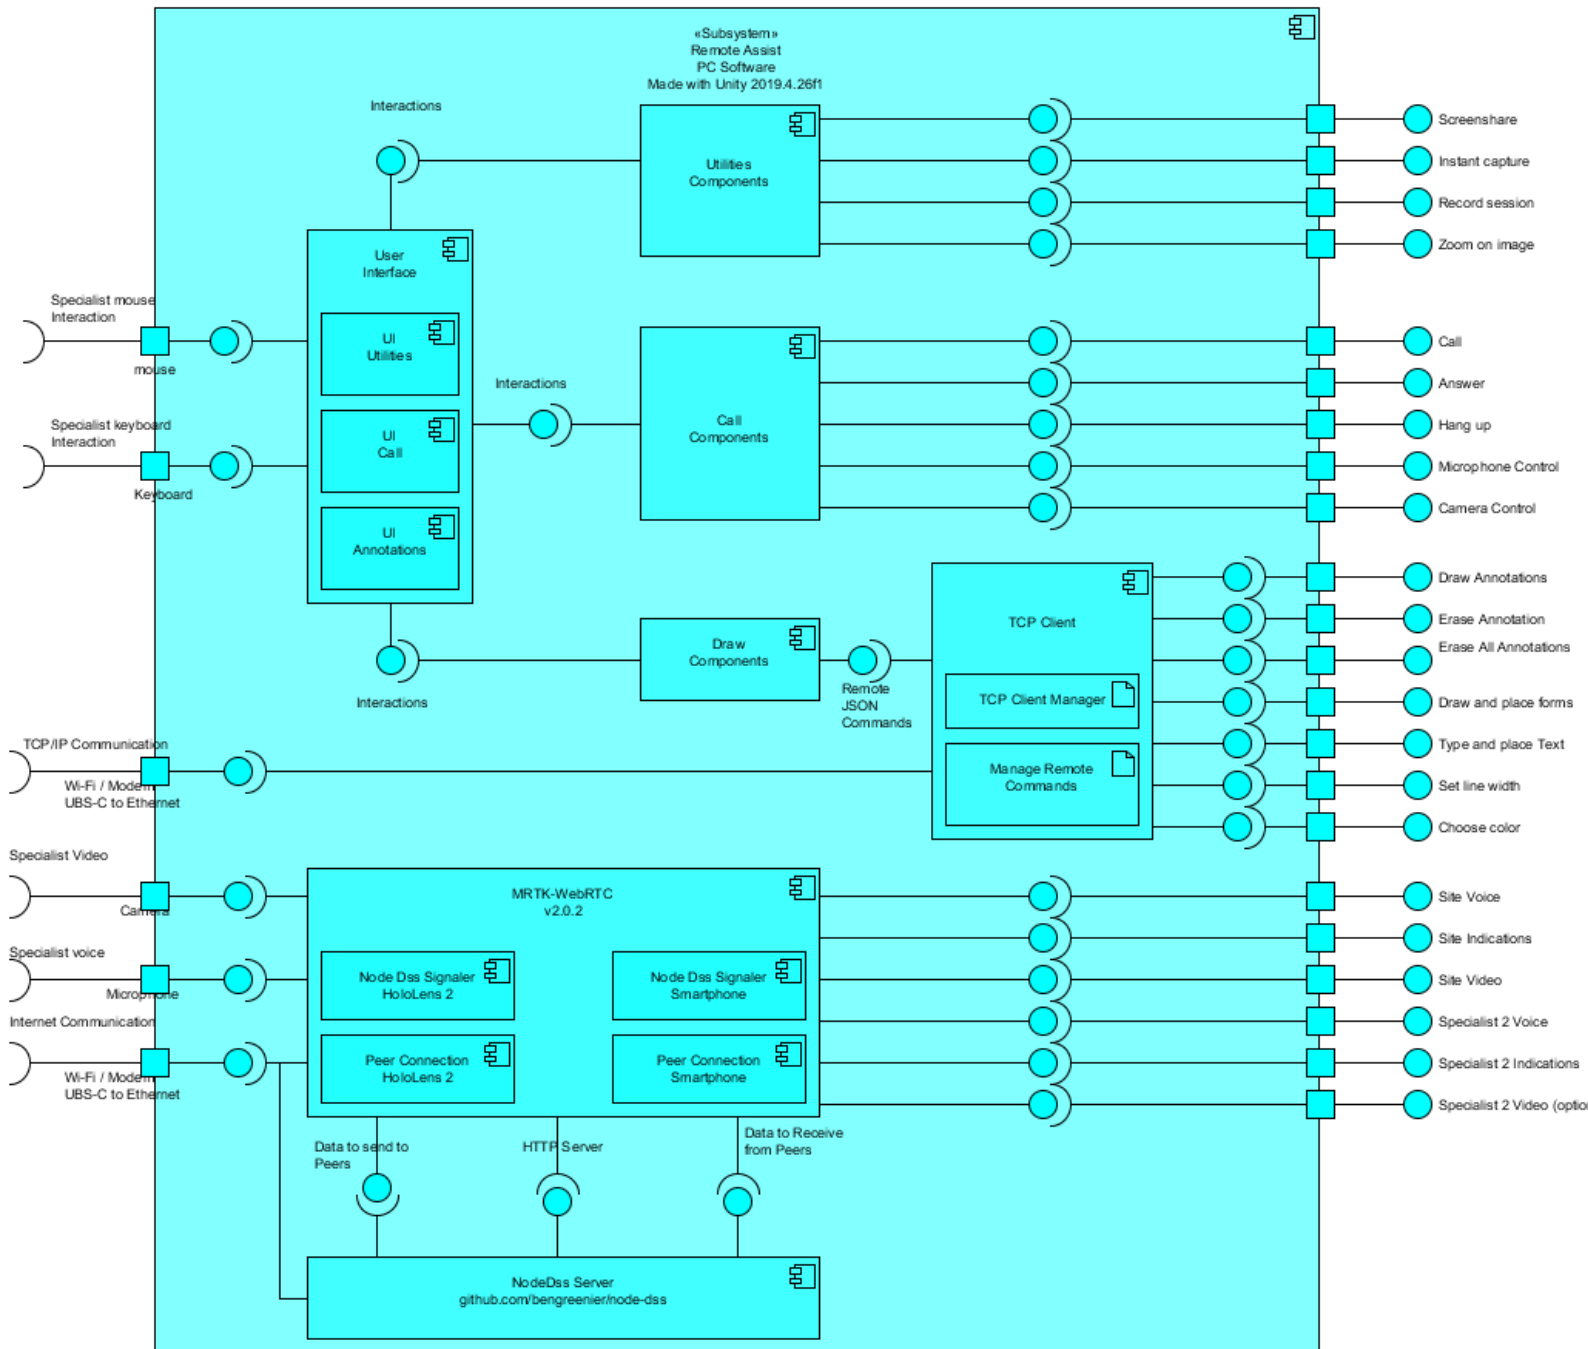 «Subsystem»
Remote Assist
PC Software
Made with Unity 2019.4.26f1
Interactions
Utilities
Components
Screenshare
Instant capture
Record session
Zoom on image
User
Interface
UI
Utilities
UI
Call
UI
Annotations
Specialist mouse
Interaction
mouse
Specialist keyboard
Interaction
Keyboard
Interactions
Call
Components
Call
Answer
Hang up
Microphone Control
Camera Control
Interactions
Draw
Components
Remote
JSON
Commands
TCP Client
TCP Client Manager
Manage Remote
Commands
Draw Annotations
Erase Annotation
Erase All Annotations
Draw and place forms
Type and place Text
Set line width
Choose color
TCP/IP Communication
Wi-Fi / Modem
UBS-C to Ethernet
Specialist Video
Camera
Specialist voice
Microphone
Internet Communication
Wi-Fi / Modem
UBS-C to Ethernet
MRTK-WebRTC
v2.0.2
Node Dss Signaler
HoloLens 2
Node Dss Signaler
Smartphone
Peer Connection
HoloLens 2
Peer Connection
Smartphone
Site Voice
Site Indications
Site Video
Specialist 2 Voice
Specialist 2 Indications
Specialist 2 Video (optio
Data to send to
Peers
HTTP Server
Data to Receive
from Peers
NodeDss Server
github.com/bengreenier/node-dss